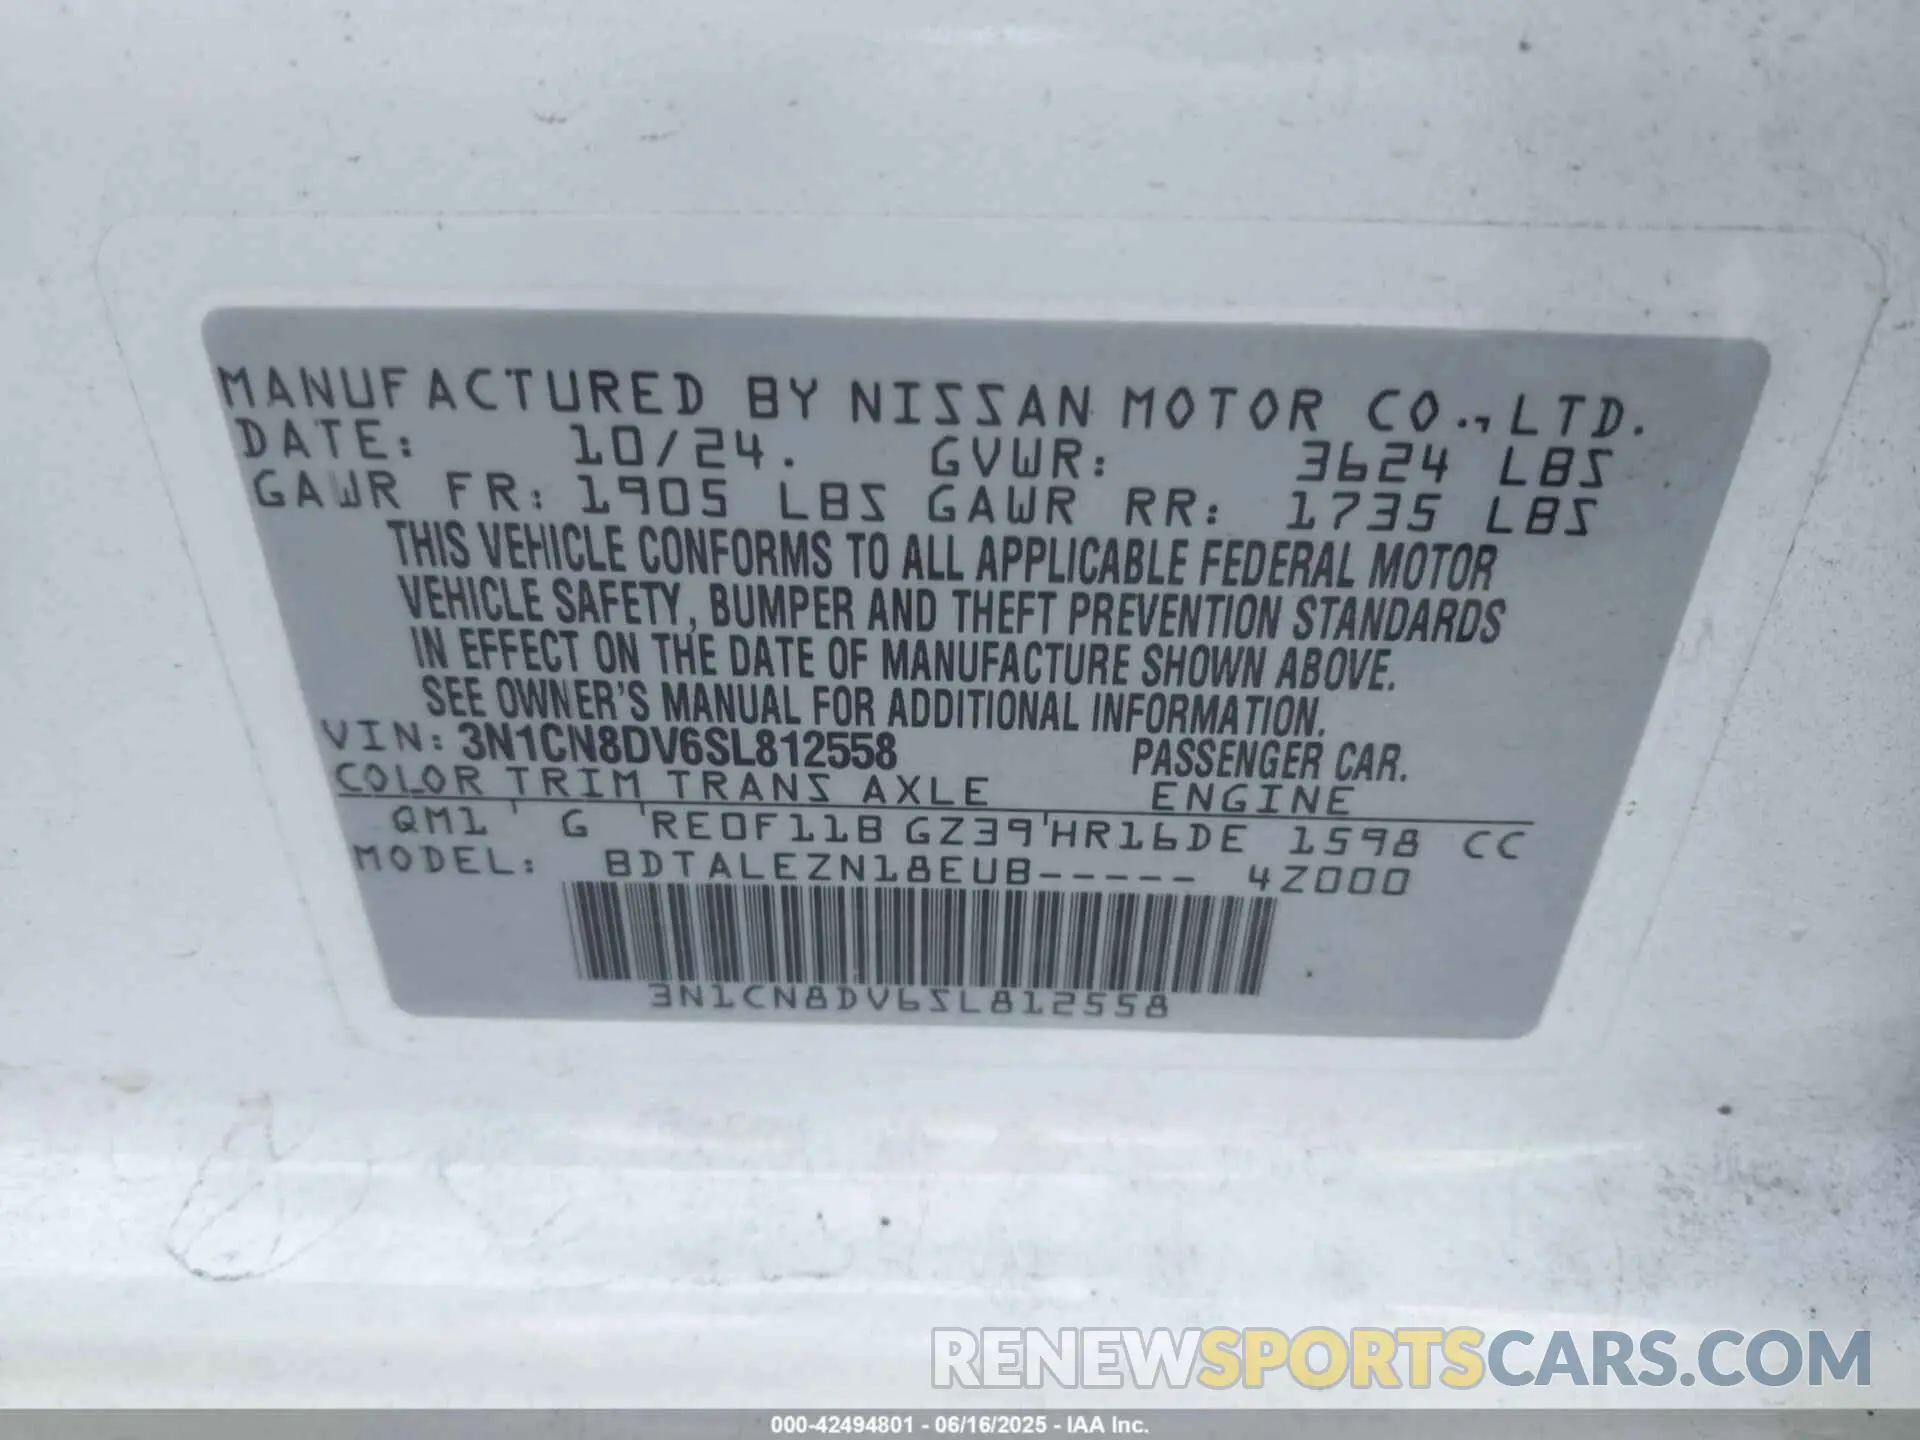 MANUFACTURED BY NISSAN MOTOR CO., LTD.
DATE: 10/24. GVWR: 3624 LBS
GAWR FR: 1905 LBS GAWR RR: 1735 LBS
THIS VEHICLE CONFORMS TO ALL APPLICABLE FEDERAL MOTOR
VEHICLE SAFETY, BUMPER AND THEFT PREVENTION STANDARDS
IN EFFECT ON THE DATE OF MANUFACTURE SHOWN ABOVE.
SEE OWNER'S MANUAL FOR ADDITIONAL INFORMATION.
VIN: 3N1CN8DV6SL812558 PASSENGER CAR.
COLOR TRIM TRANS AXLE ENGINE
QM1 ' G 'RE0F11B GZ39'HR16DE 1598 CC
MODEL: BDTALEZN18EUB----- 4Z000
3N1CN8DV6SL812558
RENEWSPORTSCARS.COM
000-42494801 - 06/16/2025 - IAA Inc.